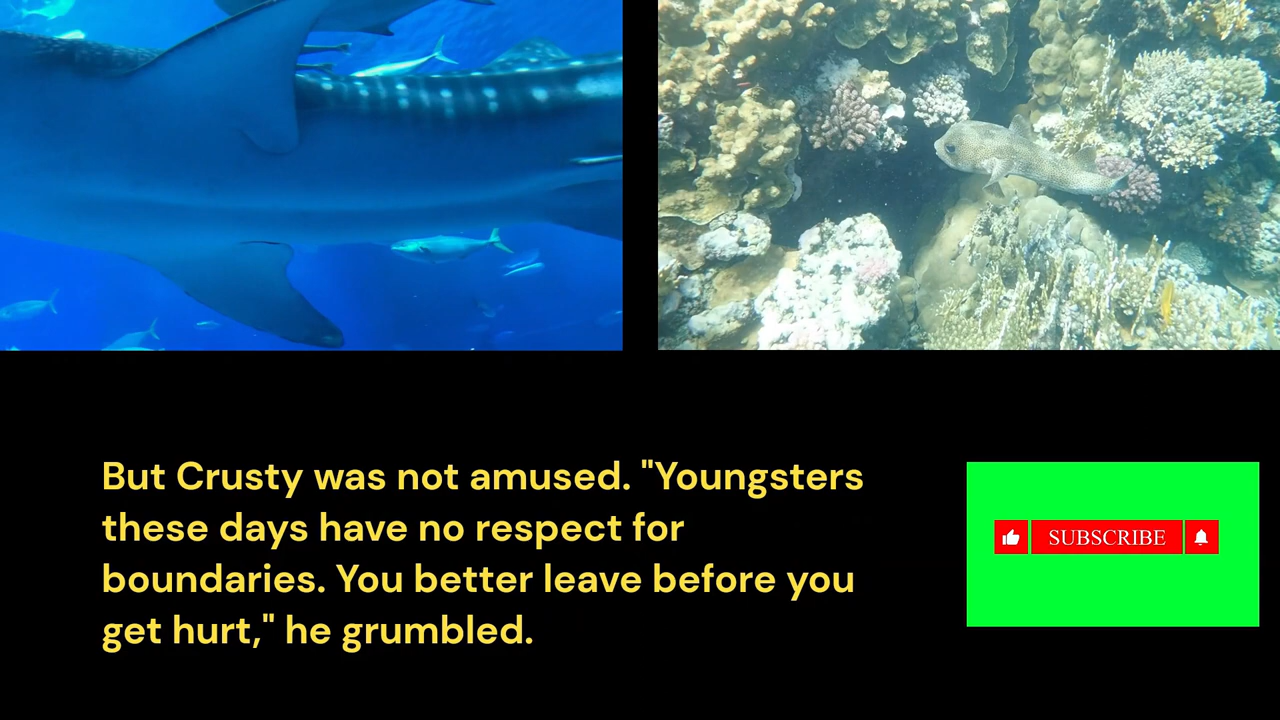 But Crusty was not amused. "Youngsters
these days have no respect for
boundaries. You better leave before you
get hurt," he grumbled.
SUBSCRIBE